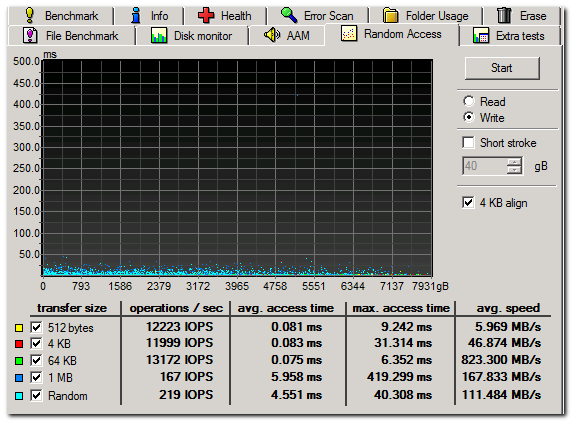 Benchmark Info Health Error Scan Folder Usage Erase
File Benchmark Disk monitor AAM Random Access Extra tests
ms
500.0
450.0
400.0
350.0
300.0
250.0
200.0
150.0
100.0
50.0
0 793 1586 2379 3172 3965 4758 5551 6344 7137 7931gB
Start
Read
Write
Short stroke
40 gB
4 KB align
transfer size operations / sec avg. access time max. access time avg. speed
512 bytes 12223 IOPS 0.081 ms 9.242 ms 5.969 MB/s
4 KB 11999 IOPS 0.083 ms 31.314 ms 46.874 MB/s
64 KB 13172 IOPS 0.075 ms 6.352 ms 823.300 MB/s
1 MB 167 IOPS 5.958 ms 419.299 ms 167.833 MB/s
Random 219 IOPS 4.551 ms 40.308 ms 111.484 MB/s